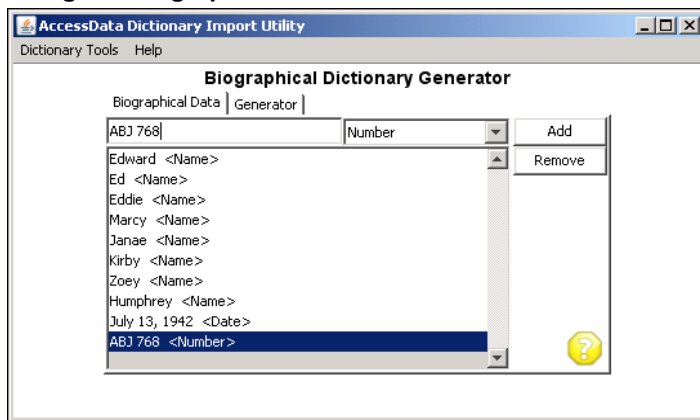 AccessData Dictionary Import Utility
Dictionary Tools Help
Biographical Dictionary Generator
Biographical Data Generator
ABJ 768 Number Add
Edward <Name> Remove
Ed <Name>
Eddie <Name>
Marcy <Name>
Janae <Name>
Kirby <Name>
Zoey <Name>
Humphrey <Name>
July 13, 1942 <Date>
ABJ 768 <Number>
?